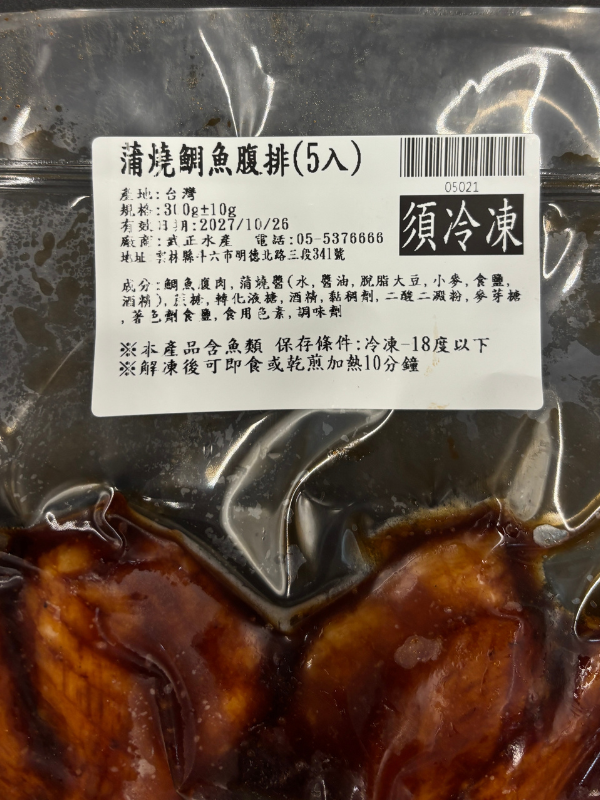 蒲燒鯛魚腹排(5入)
05021
須冷凍
產地:台灣
規格:300g±10g
有效日期:2027/10/26
廠商:武正水產 電話:05-5376666
地址:雲林縣斗六市明德北路三段341號
成分:鯛魚腹肉,蒲燒醬(水,醬油,脫脂大豆,小麥,食鹽,
酒精),蔗糖,轉化液糖,酒精,黏稠劑,二酸二澱粉,麥芽糖
,著色劑食鹽,食用色素,調味劑
※本產品含魚類 保存條件:冷凍-18度以下
※解凍後可即食或乾煎加熱10分鐘